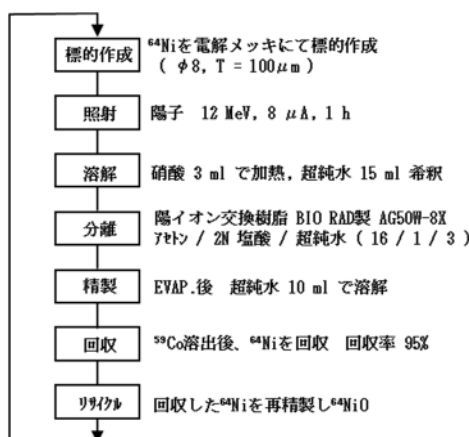 標的作成 ⁶⁴Niを電解メッキにて標的作成
( φ8, T = 100μm )
照射 陽子 12 MeV, 8 μA, 1 h
溶解 硝酸 3 ml で加熱, 超純水 15 ml 希釈
分離 陽イオン交換樹脂 BIO RAD製 AG50W-8X
ｱｾﾄﾝ / 2N 塩酸 / 超純水 ( 16 / 1 / 3 )
精製 EVAP.後 超純水 10 ml で溶解
回収 ⁵⁹Co溶出後、⁶⁴Niを回収 回収率 95%
ﾘｻｲｸﾙ 回収した⁶⁴Niを再精製し⁶⁴NiO